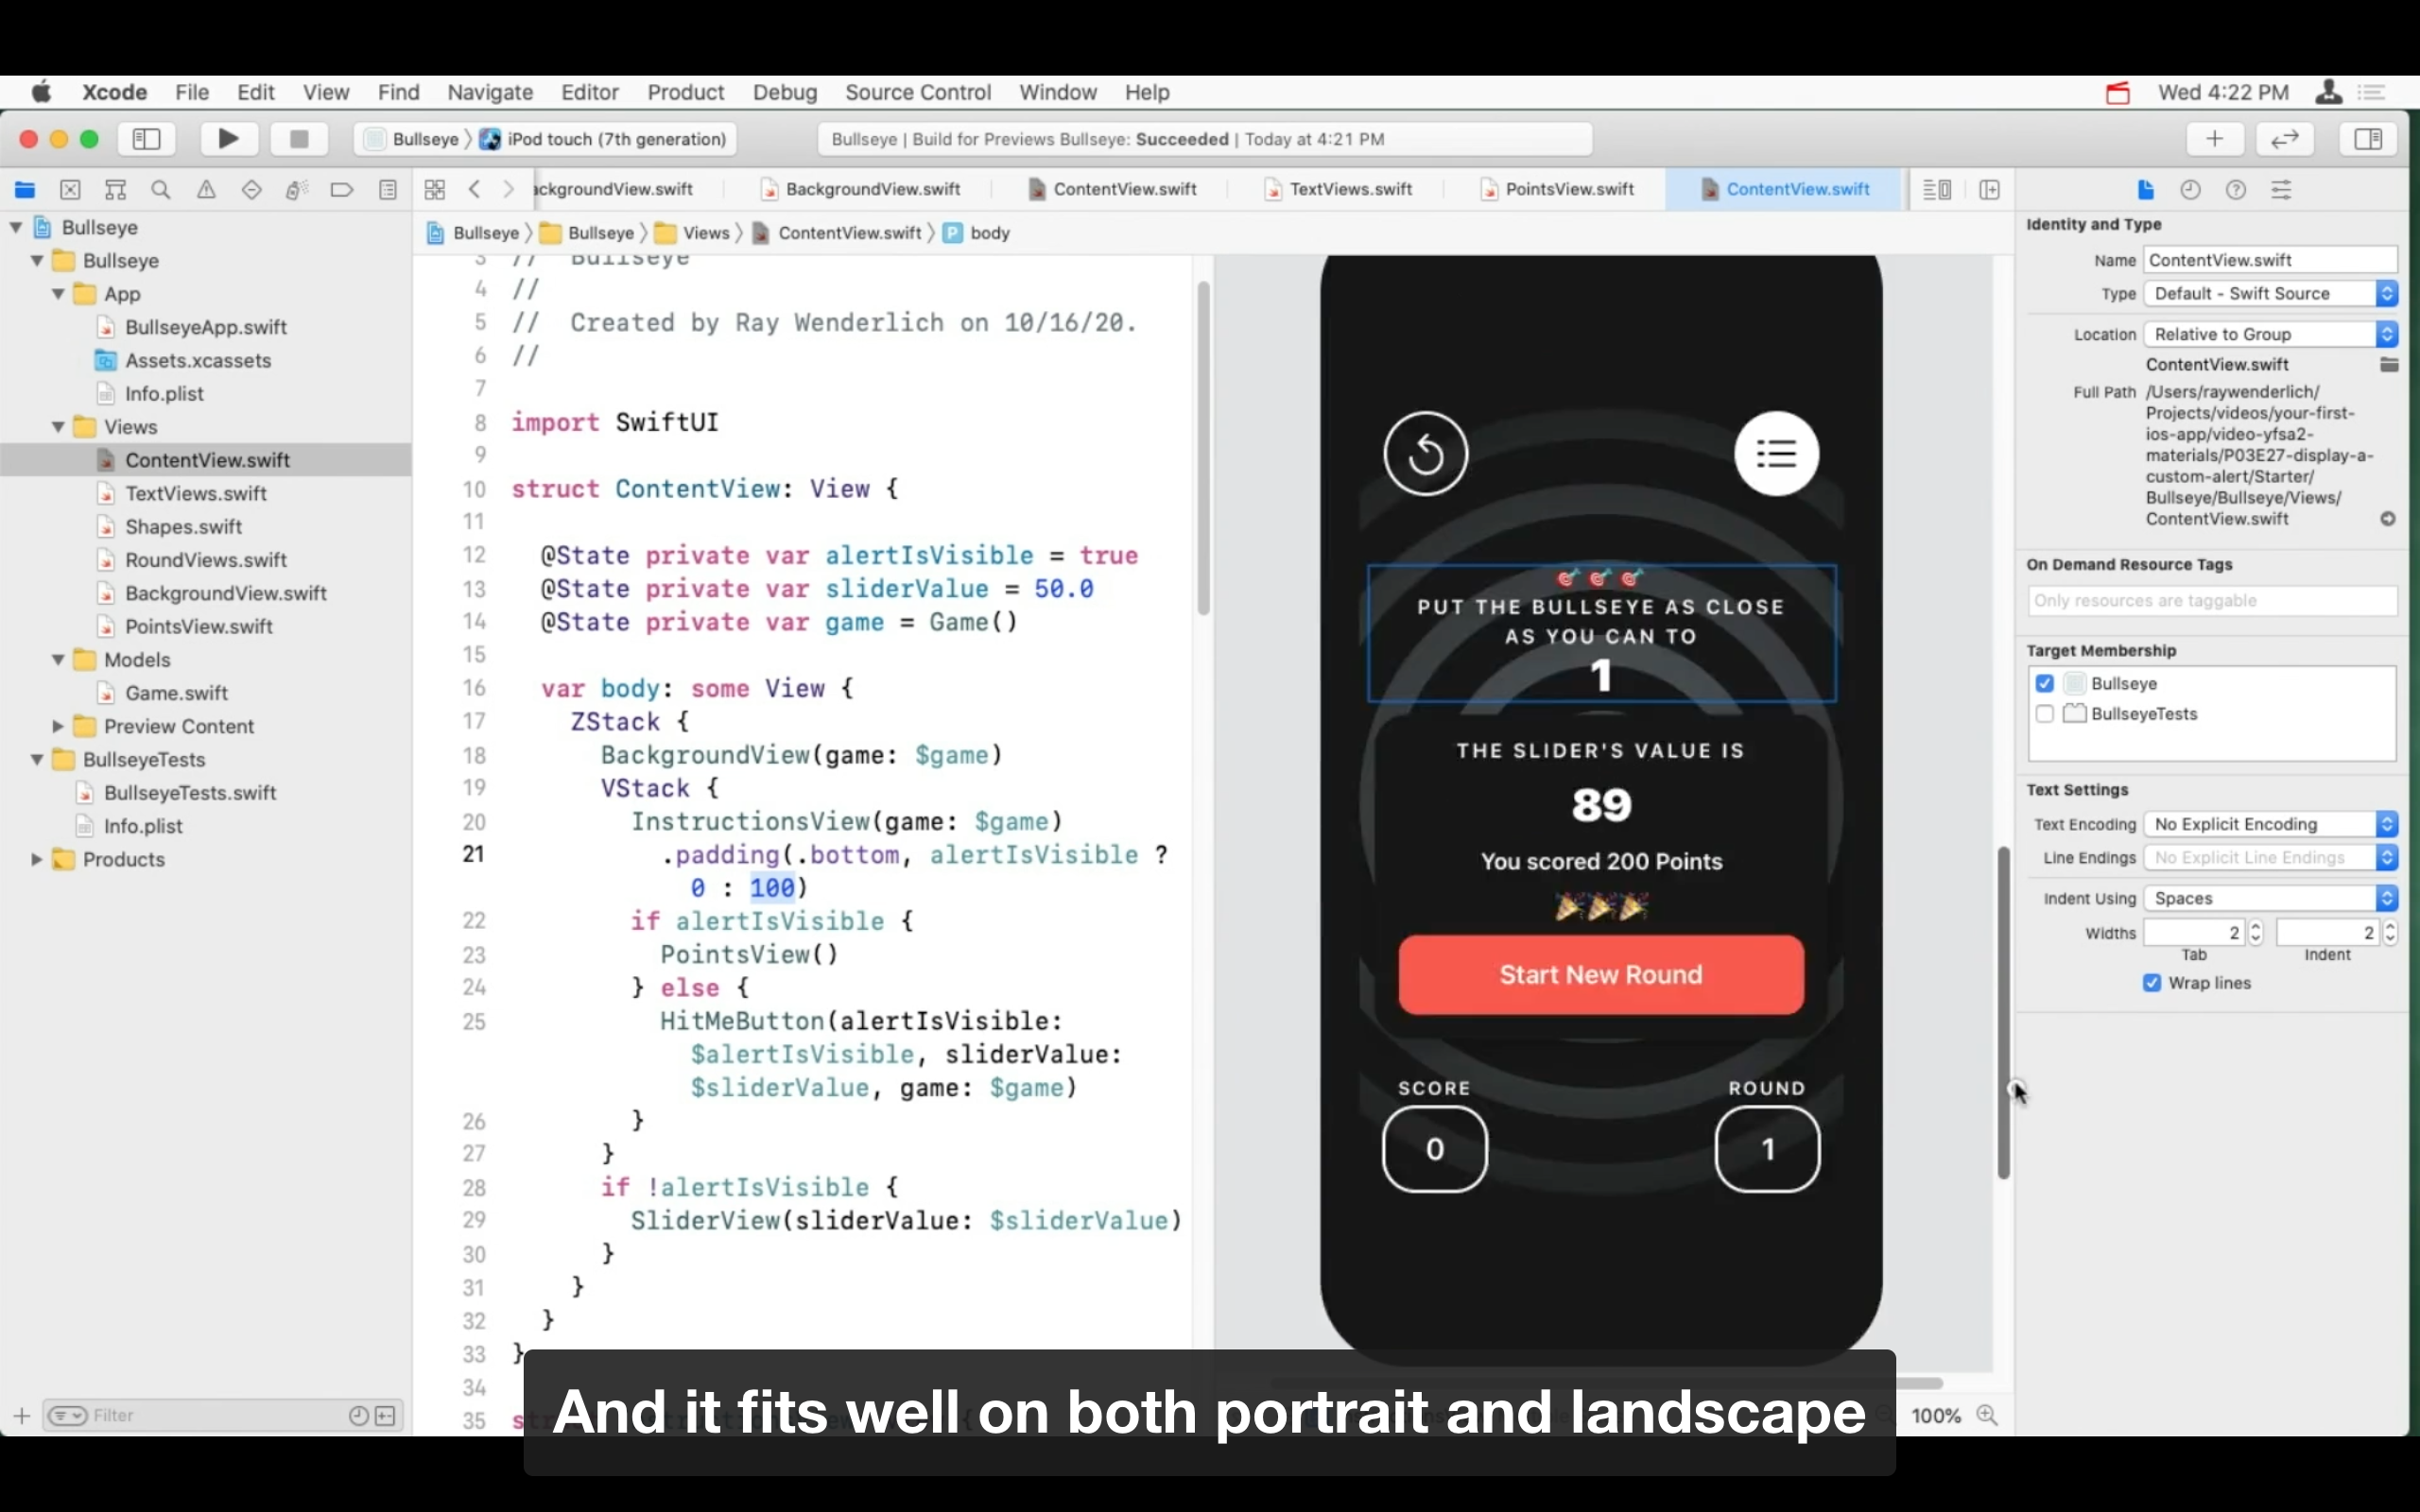 Xcode File Edit View Find Navigate Editor Product Debug Source Control Window Help
Wed 4:22 PM
Bullseye iPod touch (7th generation)
Bullseye | Build for Previews Bullseye: Succeeded | Today at 4:21 PM
ackgroundView.swift BackgroundView.swift ContentView.swift TextViews.swift PointsView.swift ContentView.swift
Bullseye Bullseye Views ContentView.swift P body
Bullseye
Bullseye
App
BullseyeApp.swift
Assets.xcassets
Info.plist
Views
ContentView.swift
TextViews.swift
Shapes.swift
RoundViews.swift
BackgroundView.swift
PointsView.swift
Models
Game.swift
Preview Content
BullseyeTests
BullseyeTests.swift
Info.plist
Products
Filter
3 // Bullseye
4 //
5 // Created by Ray Wenderlich on 10/16/20.
6 //
7
8 import SwiftUI
9
10 struct ContentView: View {
11
12 @State private var alertIsVisible = true
13 @State private var sliderValue = 50.0
14 @State private var game = Game()
15
16 var body: some View {
17 ZStack {
18 BackgroundView(game: $game)
19 VStack {
20 InstructionsView(game: $game)
21 .padding(.bottom, alertIsVisible ?
0 : 100)
22 if alertIsVisible {
23 PointsView()
24 } else {
25 HitMeButton(alertIsVisible:
$alertIsVisible, sliderValue:
$sliderValue, game: $game)
26 }
27 }
28 if !alertIsVisible {
29 SliderView(sliderValue: $sliderValue)
30 }
31 }
32 }
33 }
34
35
🎯🎯🎯
PUT THE BULLSEYE AS CLOSE
AS YOU CAN TO
1
THE SLIDER'S VALUE IS
89
You scored 200 Points
🎉🎉🎉
Start New Round
SCORE ROUND
0 1
100%
Identity and Type
Name ContentView.swift
Type Default - Swift Source
Location Relative to Group
ContentView.swift
Full Path /Users/raywenderlich/
Projects/videos/your-first-
ios-app/video-yfsa2-
materials/P03E27-display-a-
custom-alert/Starter/
Bullseye/Bullseye/Views/
ContentView.swift
On Demand Resource Tags
Only resources are taggable
Target Membership
Bullseye
BullseyeTests
Text Settings
Text Encoding No Explicit Encoding
Line Endings No Explicit Line Endings
Indent Using Spaces
Widths 2 2
Tab Indent
Wrap lines
And it fits well on both portrait and landscape